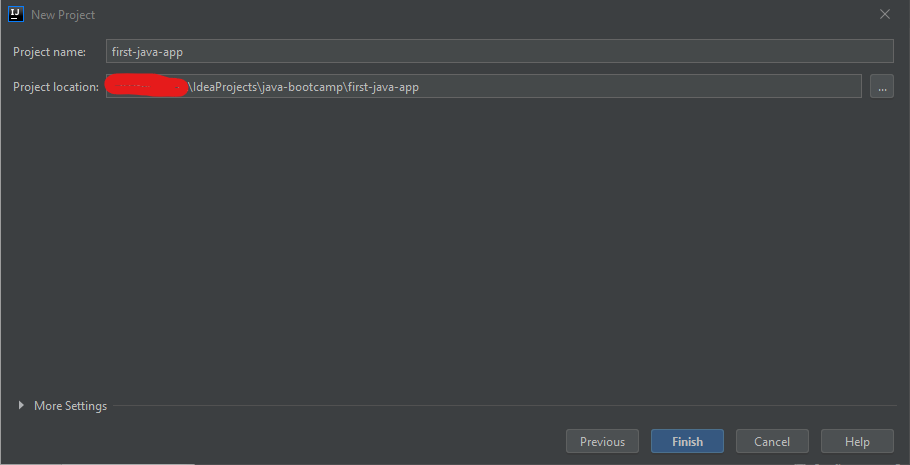 IJ New Project
Project name: first-java-app
Project location: \IdeaProjects\java-bootcamp\first-java-app ...
More Settings
Previous Finish Cancel Help